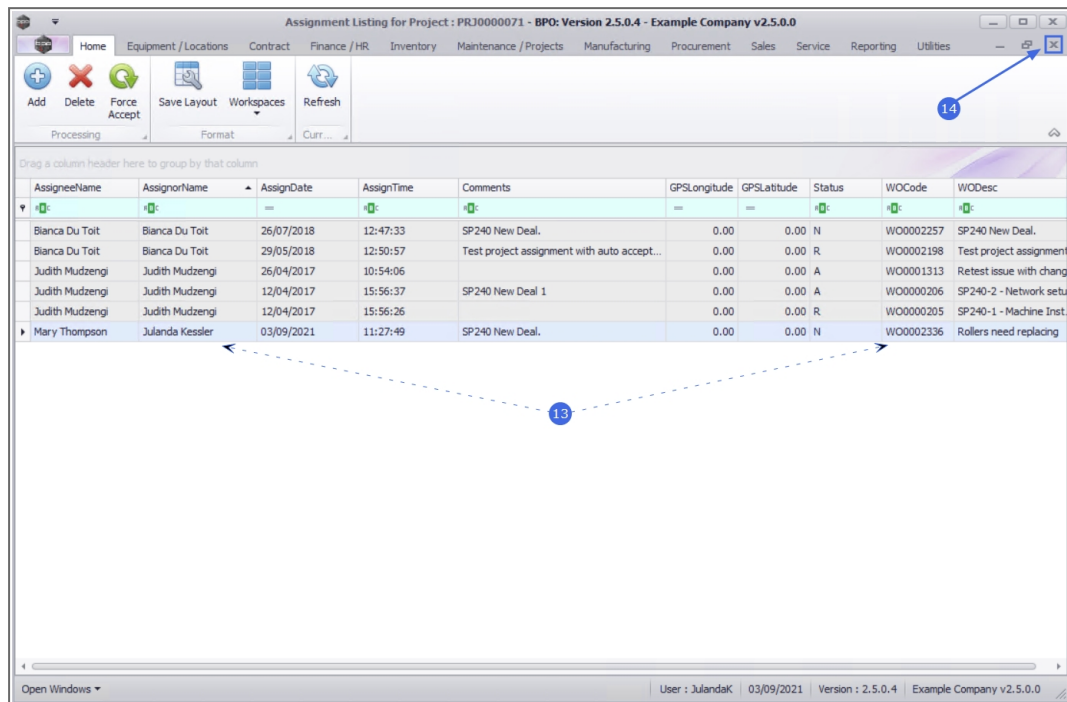 Assignment Listing for Project : PRJ0000071 - BPO: Version 2.5.0.4 - Example Company v2.5.0.0
Home Equipment / Locations Contract Finance / HR Inventory Maintenance / Projects Manufacturing Procurement Sales Service Reporting Utilities
14
Add Delete Force Accept Save Layout Workspaces Refresh
Processing Format Curr...
Drag a column header here to group by that column
AssigneeName AssignorName AssignDate AssignTime Comments GPSLongitude GPSLatitude Status WOCode WODesc
Bianca Du Toit Bianca Du Toit 26/07/2018 12:47:33 SP240 New Deal. 0.00 0.00 N WO0002257 SP240 New Deal.
Bianca Du Toit Bianca Du Toit 29/05/2018 12:50:57 Test project assignment with auto accept... 0.00 0.00 R WO0002198 Test project assignment
Judith Mudzengi Judith Mudzengi 26/04/2017 10:54:06 0.00 0.00 A WO0001313 Retest issue with chang
Judith Mudzengi Judith Mudzengi 12/04/2017 15:56:37 SP240 New Deal 1 0.00 0.00 A WO0000206 SP240-2 - Network setu
Judith Mudzengi Judith Mudzengi 12/04/2017 15:56:26 0.00 0.00 R WO0000205 SP240-1 - Machine Inst.
Mary Thompson Julanda Kessler 03/09/2021 11:27:49 SP240 New Deal. 0.00 0.00 N WO0002336 Rollers need replacing
13
Open Windows User : JulandaK 03/09/2021 Version : 2.5.0.4 Example Company v2.5.0.0